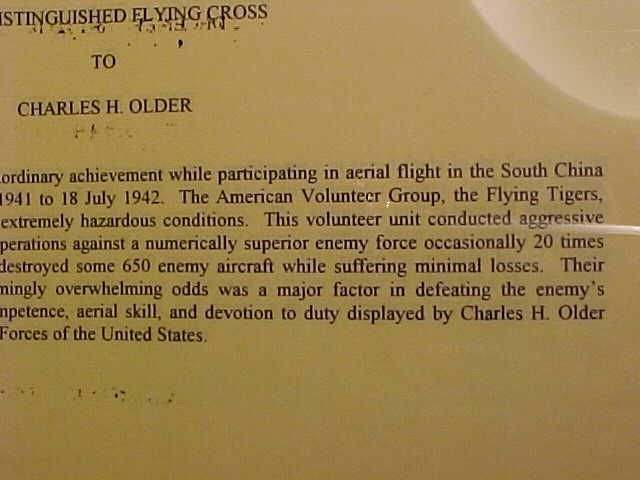 ISTINGUISHED FLYING CROSS
TO
CHARLES H. OLDER
ordinary achievement while participating in aerial flight in the South China
1941 to 18 July 1942. The American Volunteer Group, the Flying Tigers,
extremely hazardous conditions. This volunteer unit conducted aggressive
perations against a numerically superior enemy force occasionally 20 times
destroyed some 650 enemy aircraft while suffering minimal losses. Their
mingly overwhelming odds was a major factor in defeating the enemy's
mpetence, aerial skill, and devotion to duty displayed by Charles H. Older
Forces of the United States.